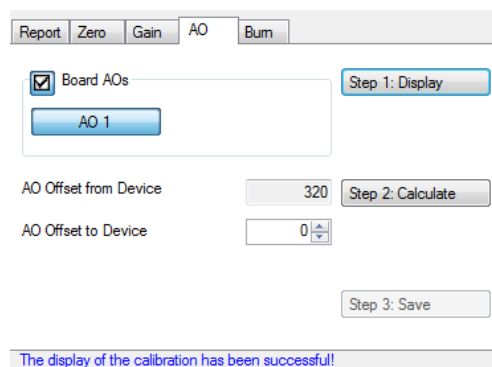 Report Zero Gain AO Burn
Board AOs
Step 1: Display
AO 1
AO Offset from Device 320 Step 2: Calculate
AO Offset to Device 0
Step 3: Save
The display of the calibration has been successful!